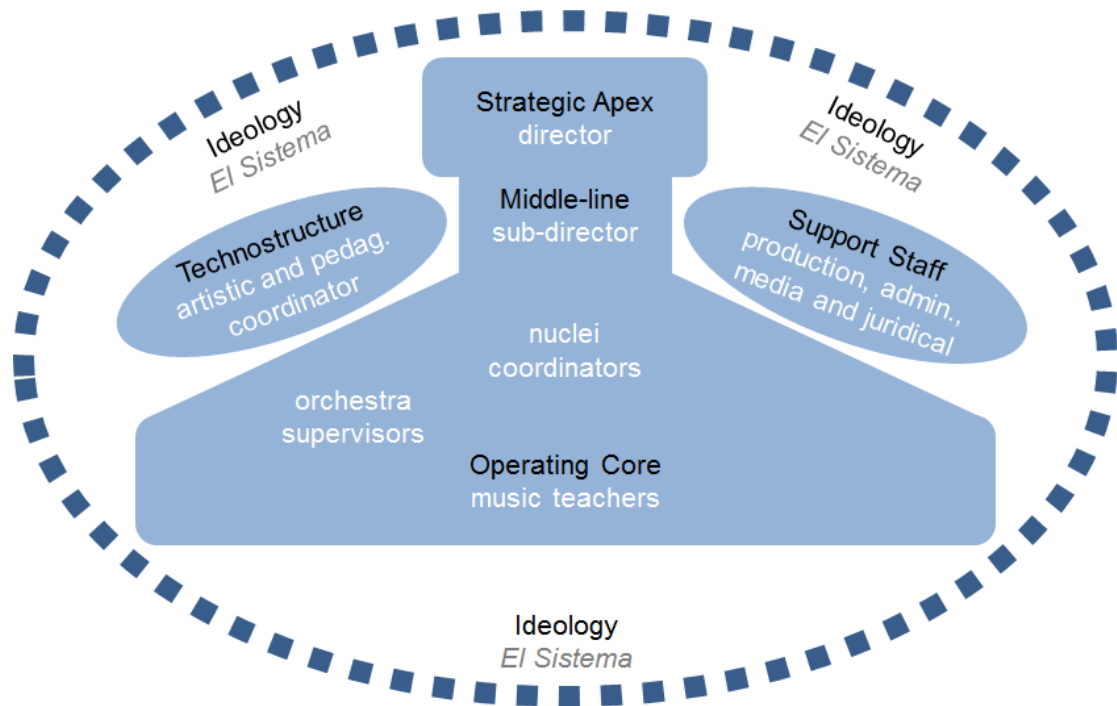 Ideology
El Sistema
Strategic Apex
director
Ideology
El Sistema
Technostructure
artistic and pedag.
coordinator
Middle-line
sub-director
Support Staff
production, admin.,
media and juridical
nuclei
coordinators
orchestra
supervisors
Operating Core
music teachers
Ideology
El Sistema